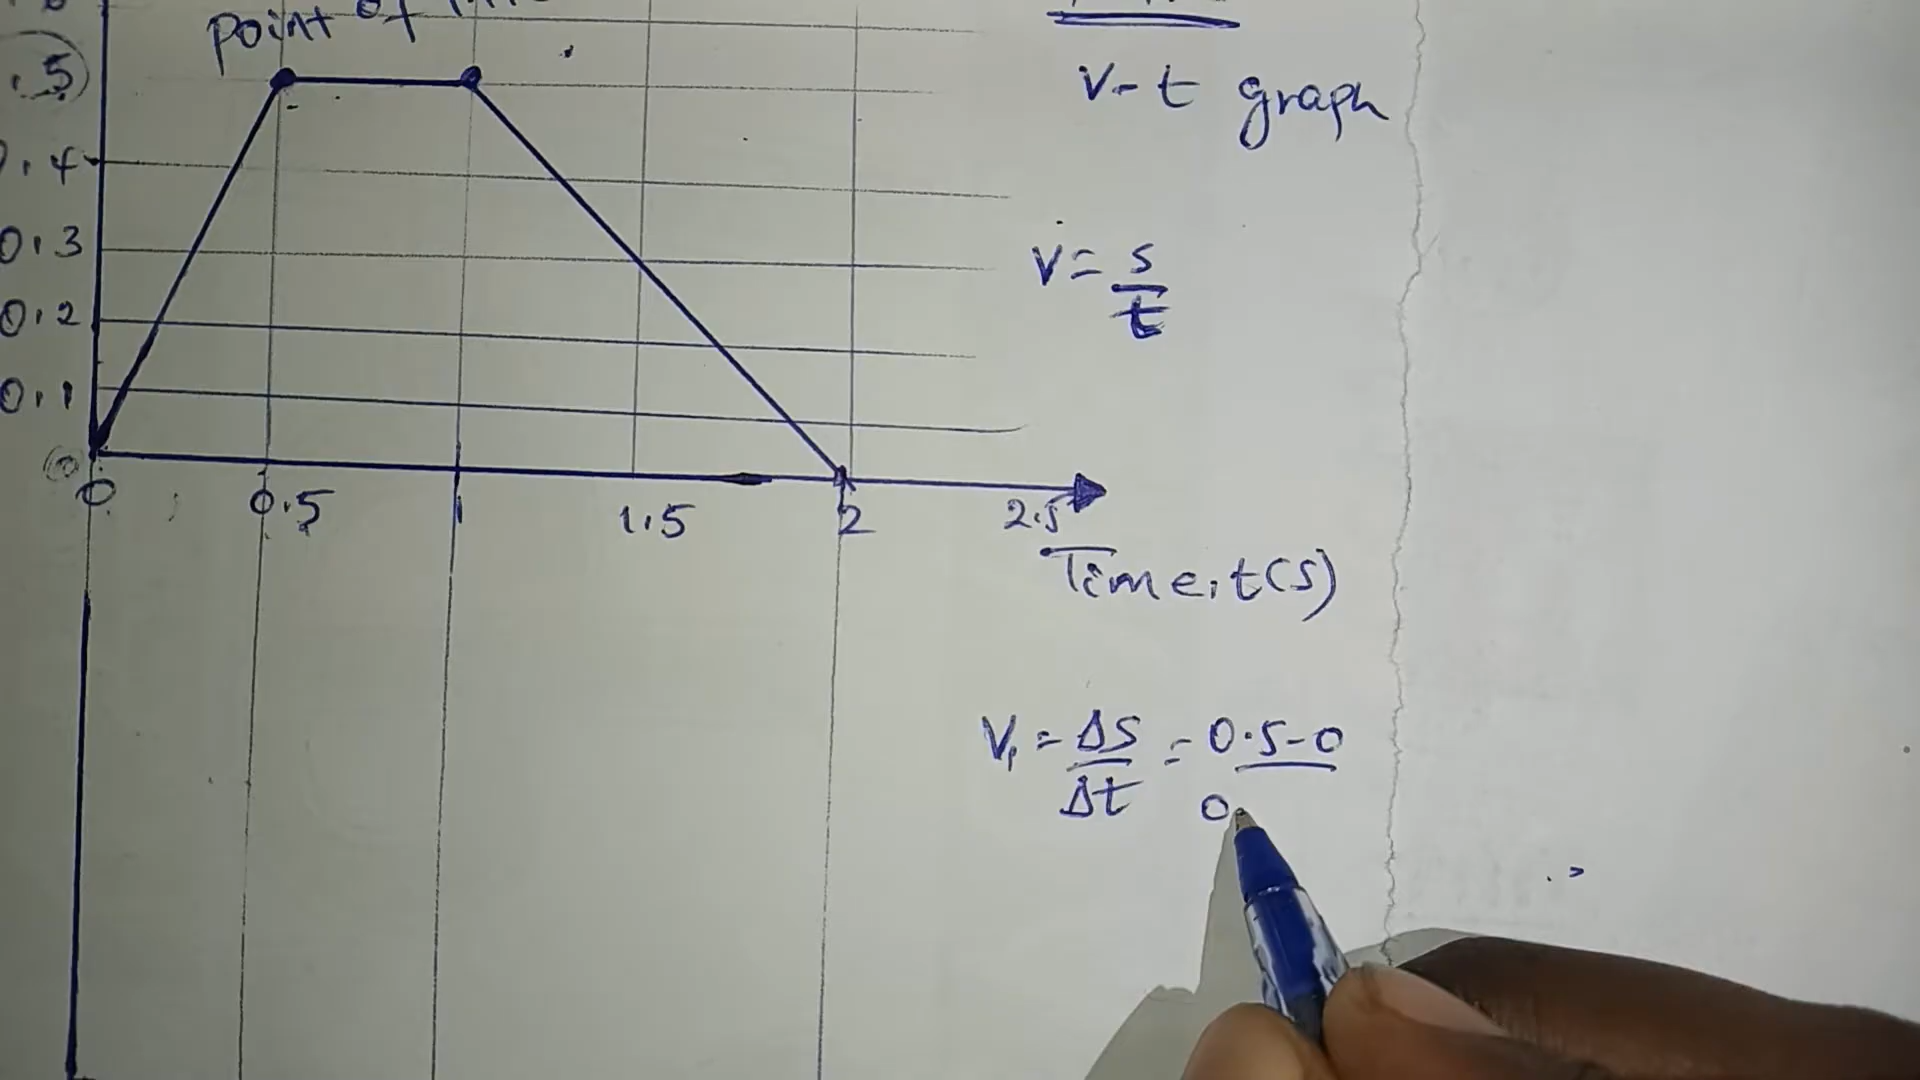 point of
.5
v-t graph
0.4
0.3
v = s/t
0.2
0.1
0
0 0.5 1 1.5 2 2.5
Time, t(s)
V₁ = ΔS/Δt = 0.5-0/0.